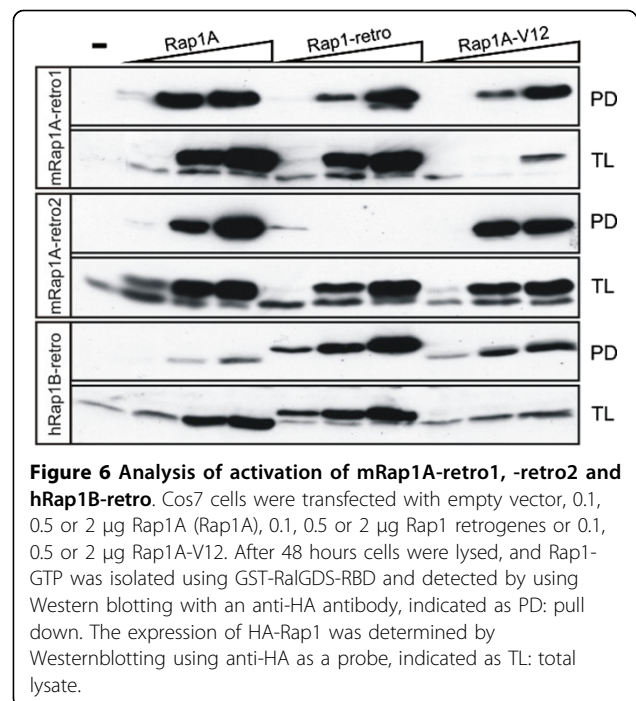 – Rap1A Rap1-retro Rap1A-V12
mRap1A-retro1
PD
TL
mRap1A-retro2
PD
TL
hRap1B-retro
PD
TL
Figure 6 Analysis of activation of mRap1A-retro1, -retro2 and
hRap1B-retro. Cos7 cells were transfected with empty vector, 0.1,
0.5 or 2 μg Rap1A (Rap1A), 0.1, 0.5 or 2 μg Rap1 retrogenes or 0.1,
0.5 or 2 μg Rap1A-V12. After 48 hours cells were lysed, and Rap1-
GTP was isolated using GST-RalGDS-RBD and detected by using
Western blotting with an anti-HA antibody, indicated as PD: pull
down. The expression of HA-Rap1 was determined by
Westernblotting using anti-HA as a probe, indicated as TL: total
lysate.